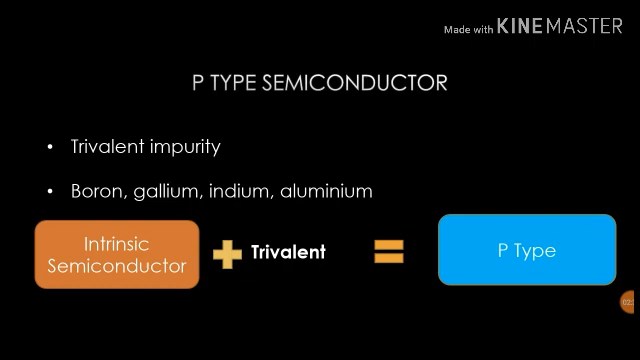 Made with KINEMASTER
P TYPE SEMICONDUCTOR
• Trivalent impurity
• Boron, gallium, indium, aluminium
Intrinsic
Semiconductor
+ Trivalent = P Type